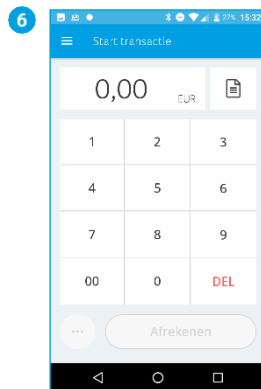 6
27% 15:32
Start transactie
0,00 EUR
1 2 3
4 5 6
7 8 9
00 0 DEL
... Afrekenen